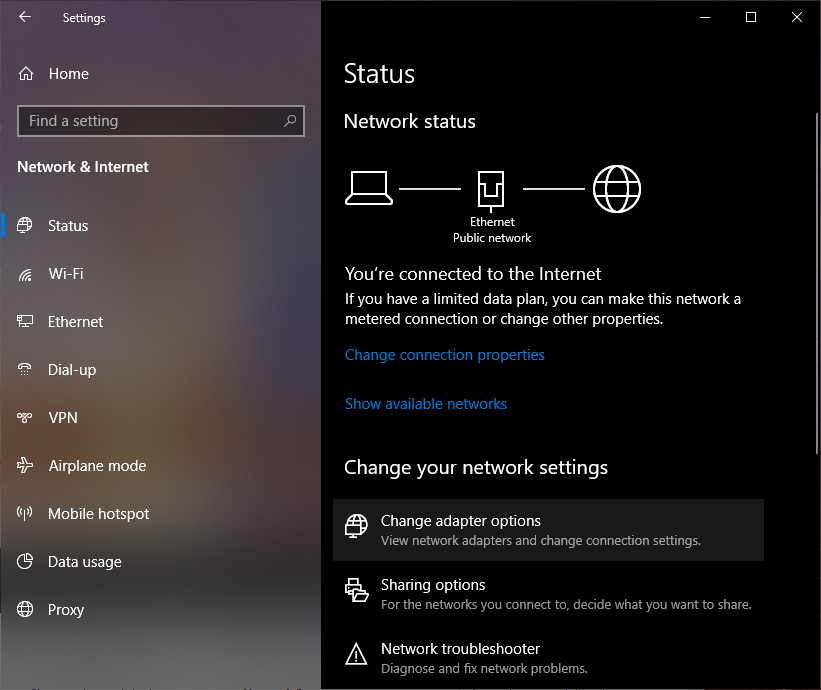 Settings
Home
Find a setting
Network & Internet
Status
Wi-Fi
Ethernet
Dial-up
VPN
Airplane mode
Mobile hotspot
Data usage
Proxy
Status
Network status
Ethernet
Public network
You're connected to the Internet
If you have a limited data plan, you can make this network a
metered connection or change other properties.
Change connection properties
Show available networks
Change your network settings
Change adapter options
View network adapters and change connection settings.
Sharing options
For the networks you connect to, decide what you want to share.
Network troubleshooter
Diagnose and fix network problems.